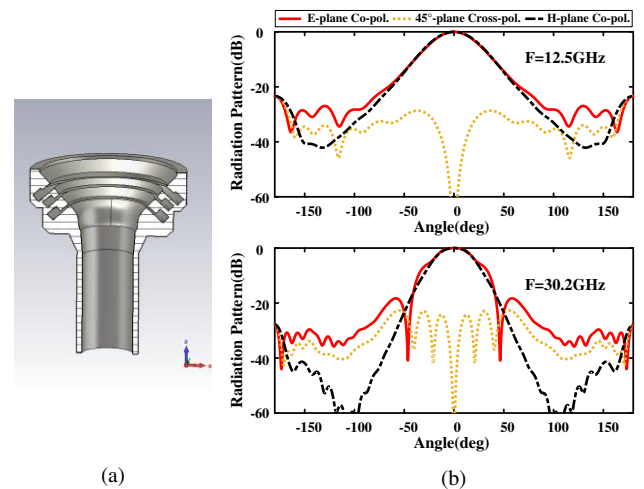 (a)
z
x
(b)
E-plane Co-pol. 45°-plane Cross-pol. H-plane Co-pol.
Radiation Pattern(dB)
0
-20
-40
-60
F=12.5GHz
-150 -100 -50 0 50 100 150
Angle(deg)
Radiation Pattern(dB)
0
-20
-40
-60
F=30.2GHz
-150 -100 -50 0 50 100 150
Angle(deg)
(a)
(b)